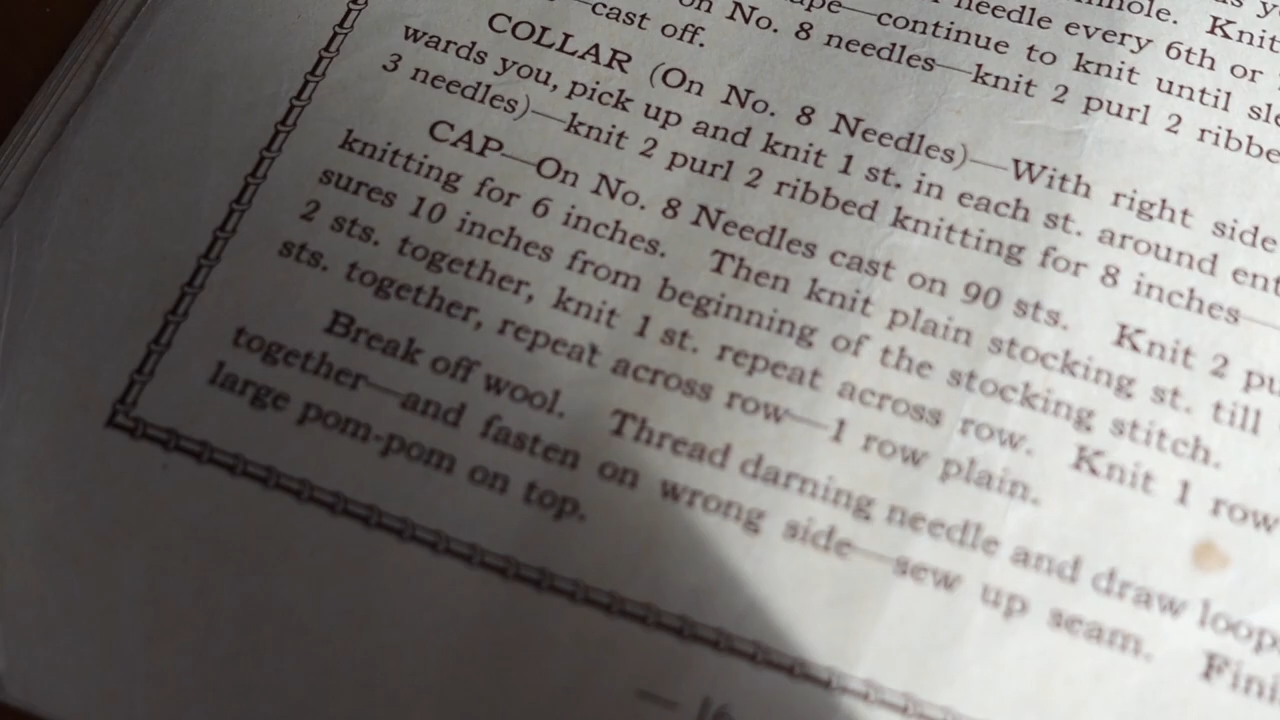 Knit
needle every 6th or
—continue to knit until
on No. 8 needles—knit 2 purl 2
—cast off.
COLLAR (On No. 8 Needles)—With right side
wards you, pick up and knit 1 st. in each st. around
3 needles)—knit 2 purl 2 ribbed knitting for 8 inches—
CAP—On No. 8 Needles cast on 90 sts. Knit 2
knitting for 6 inches. Then knit plain stocking st. till
sures 10 inches from beginning of the stocking stitch.
2 sts. together, knit 1 st. repeat across row. Knit 1 row
sts. together, repeat across row—1 row plain.
Break off wool. Thread darning needle and draw
together—and fasten on wrong side—sew up seam.
large pom-pom on top.